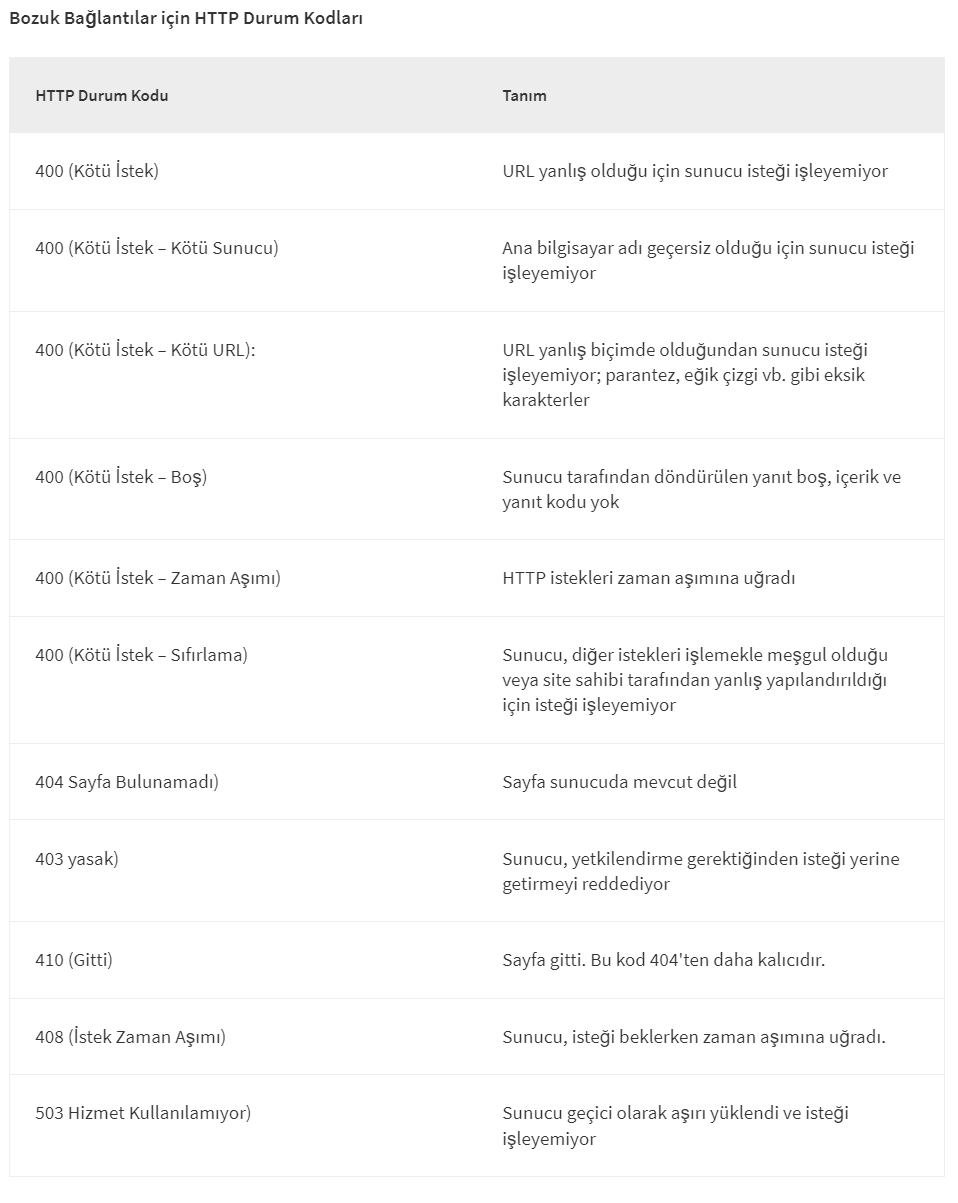 Bozuk Bağlantılar için HTTP Durum Kodları
HTTP Durum Kodu
Tanım
400 (Kötü İstek)
URL yanlış olduğu için sunucu isteği işleyemiyor
400 (Kötü İstek – Kötü Sunucu)
Ana bilgisayar adı geçersiz olduğu için sunucu isteği
işleyemiyor
400 (Kötü İstek – Kötü URL):
URL yanlış biçimde olduğundan sunucu isteği
işleyemiyor; parantez, eğik çizgi vb. gibi eksik
karakterler
400 (Kötü İstek – Boş)
Sunucu tarafından döndürülen yanıt boş, içerik ve
yanıt kodu yok
400 (Kötü İstek – Zaman Aşımı)
HTTP istekleri zaman aşımına uğradı
400 (Kötü İstek – Sıfırlama)
Sunucu, diğer istekleri işlemekle meşgul olduğu
veya site sahibi tarafından yanlış yapılandırıldığı
için isteği işleyemiyor
404 Sayfa Bulunamadı)
Sayfa sunucuda mevcut değil
403 yasak)
Sunucu, yetkilendirme gerektiğinden isteği yerine
getirmeyi reddediyor
410 (Gitti)
Sayfa gitti. Bu kod 404'ten daha kalıcıdır.
408 (İstek Zaman Aşımı)
Sunucu, isteği beklerken zaman aşımına uğradı.
503 Hizmet Kullanılamıyor)
Sunucu geçici olarak aşırı yüklendi ve isteği
işleyemiyor